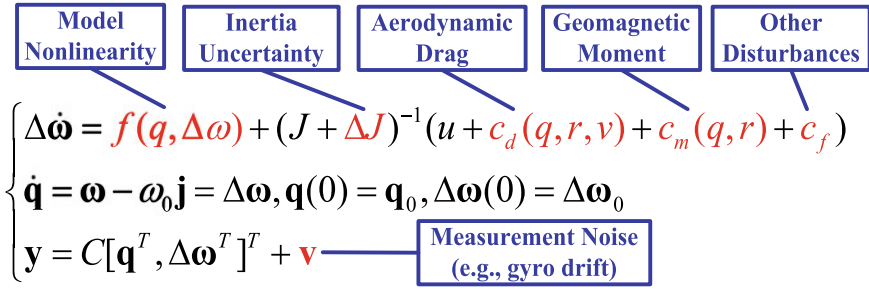 Model Nonlinearity
Inertia Uncertainty
Aerodynamic Drag
Geomagnetic Moment
Other Disturbances
Δω̇ = f(q,Δω) + (J + ΔJ)⁻¹(u + c_d(q,r,v) + c_m(q,r) + c_f)
q̇ = ω − ω₀j = Δω, q(0) = q₀, Δω(0) = Δω₀
y = C[qᵀ, Δωᵀ]ᵀ + v
Measurement Noise
(e.g., gyro drift)